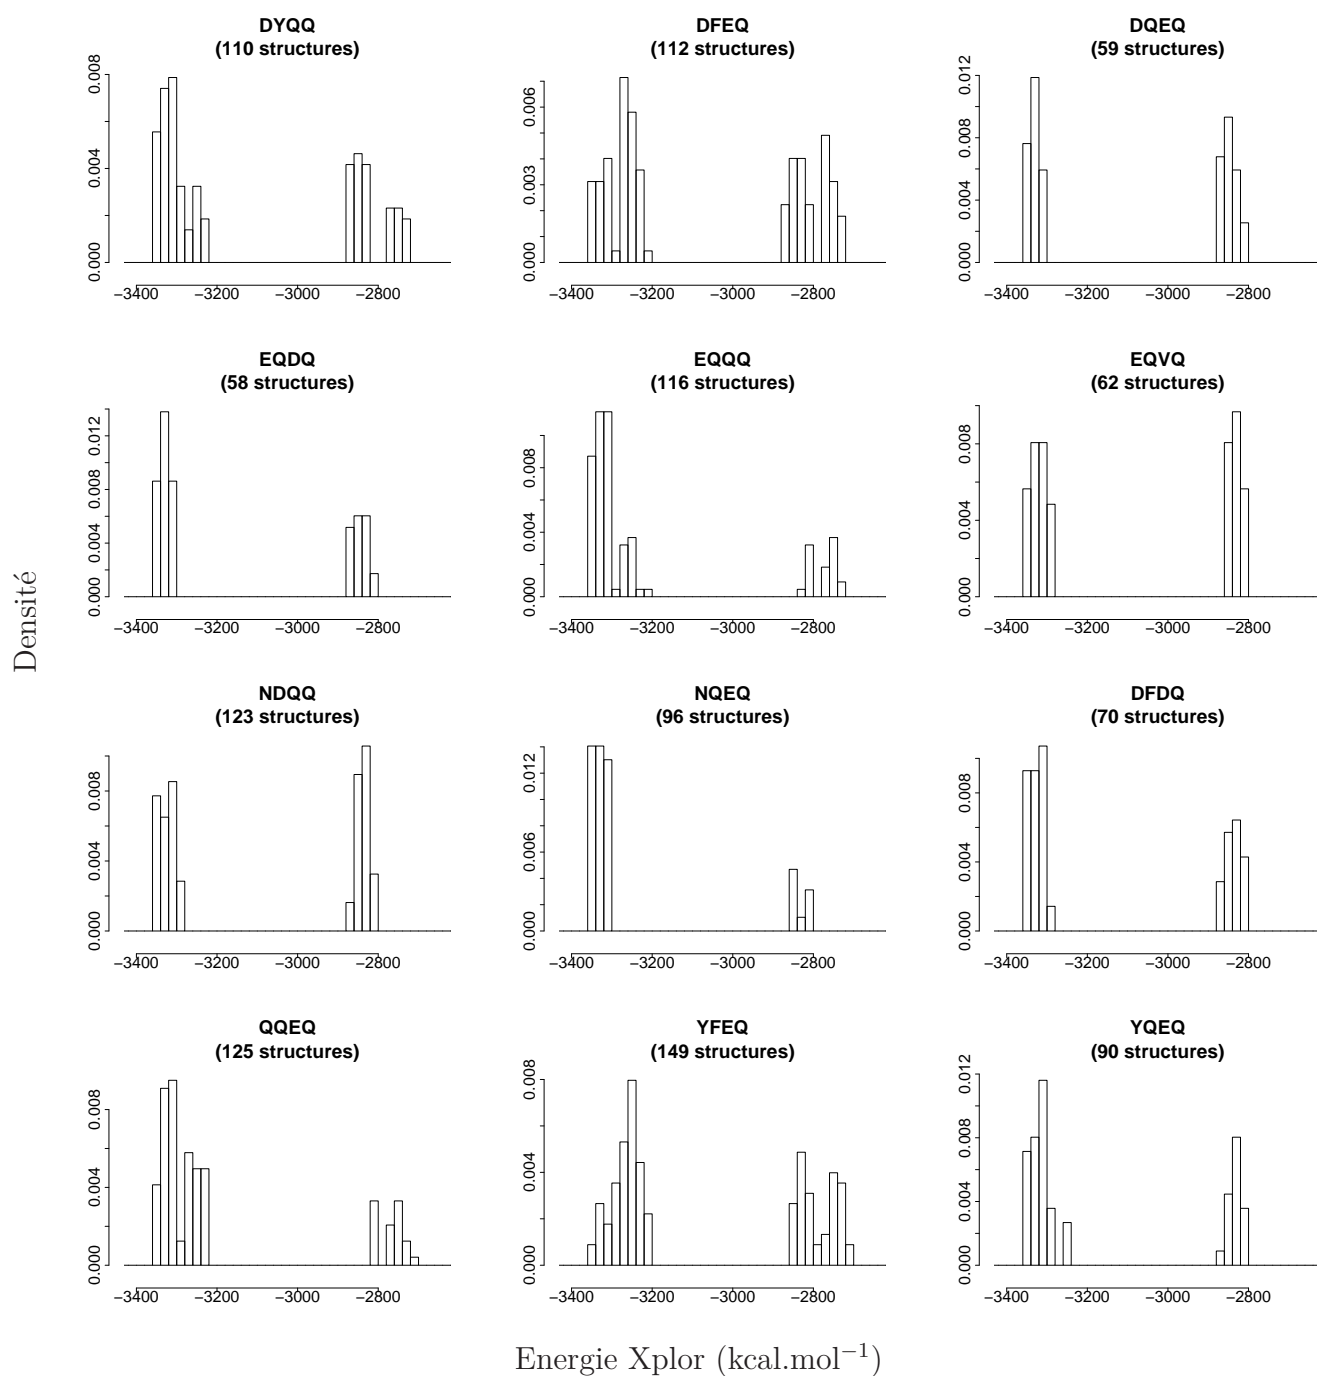 DYQQ
(110 structures)
0.000 0.004 0.008
−3400 −3200 −3000 −2800
DFEQ
(112 structures)
0.000 0.003 0.006
−3400 −3200 −3000 −2800
DQEQ
(59 structures)
0.000 0.004 0.008 0.012
−3400 −3200 −3000 −2800
EQDQ
(58 structures)
0.000 0.004 0.008 0.012
−3400 −3200 −3000 −2800
EQQQ
(116 structures)
0.000 0.004 0.008
−3400 −3200 −3000 −2800
EQVQ
(62 structures)
0.000 0.004 0.008
−3400 −3200 −3000 −2800
Densité
NDQQ
(123 structures)
0.000 0.004 0.008
−3400 −3200 −3000 −2800
NQEQ
(96 structures)
0.000 0.006 0.012
−3400 −3200 −3000 −2800
DFDQ
(70 structures)
0.000 0.004 0.008
−3400 −3200 −3000 −2800
QQEQ
(125 structures)
0.000 0.004 0.008
−3400 −3200 −3000 −2800
YFEQ
(149 structures)
0.000 0.004 0.008
−3400 −3200 −3000 −2800
YQEQ
(90 structures)
0.000 0.004 0.008 0.012
−3400 −3200 −3000 −2800
Energie Xplor (kcal.mol⁻¹)